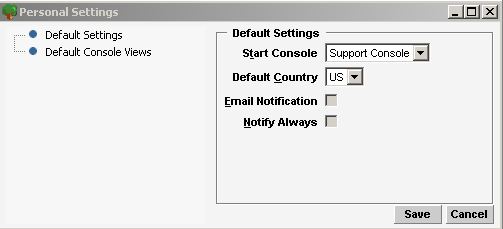 Personal Settings
Default Settings
Default Console Views
Default Settings
Start Console Support Console
Default Country US
Email Notification
Notify Always
Save Cancel